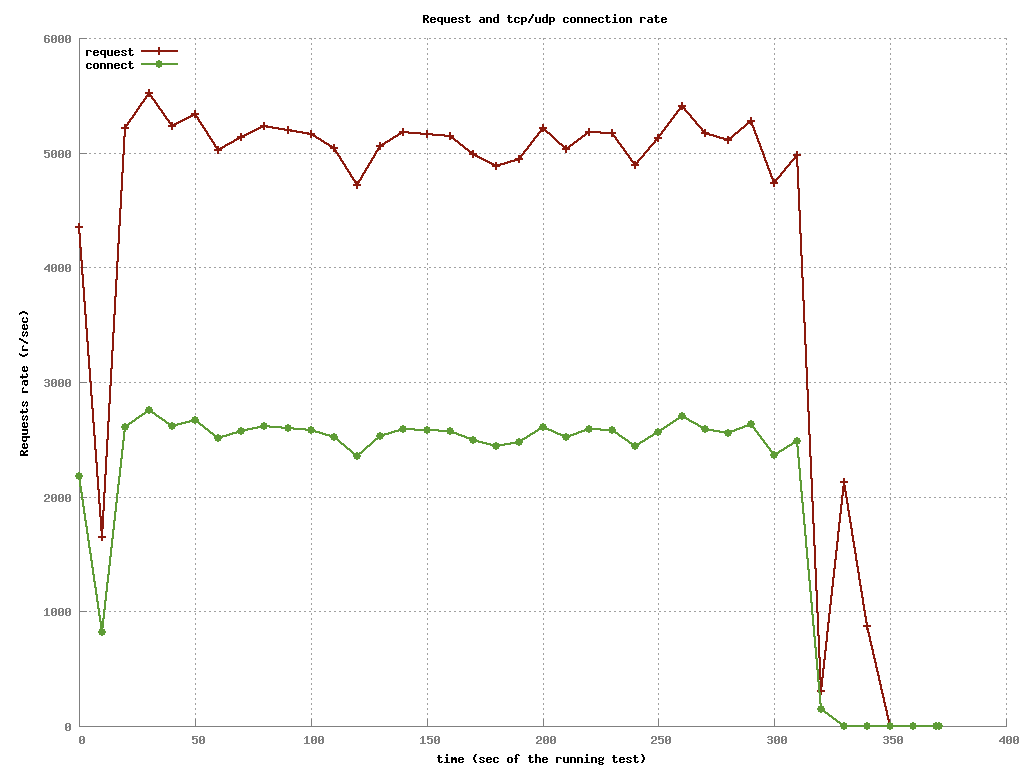 Request and tcp/udp connection rate
6000
request
connect
5000
4000
3000
2000
1000
0
Requests rate (r/sec)
0 50 100 150 200 250 300 350 400
time (sec of the running test)